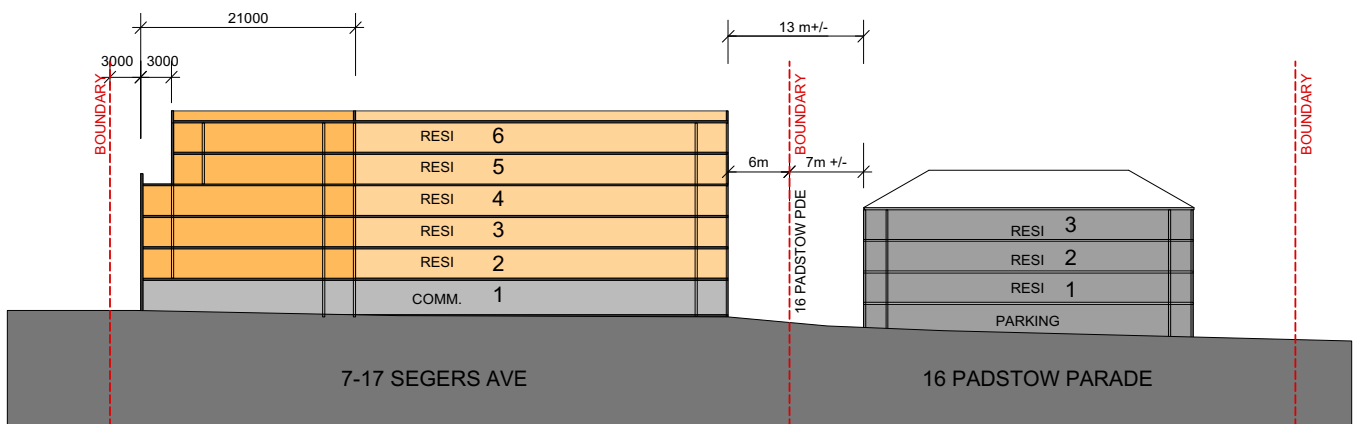 21000
13 m+/-
3000 3000
BOUNDARY
BOUNDARY
BOUNDARY
6m
7m +/-
16 PADSTOW PDE
RESI 6
RESI 5
RESI 4
RESI 3
RESI 2
COMM. 1
RESI 3
RESI 2
RESI 1
PARKING
7-17 SEGERS AVE
16 PADSTOW PARADE